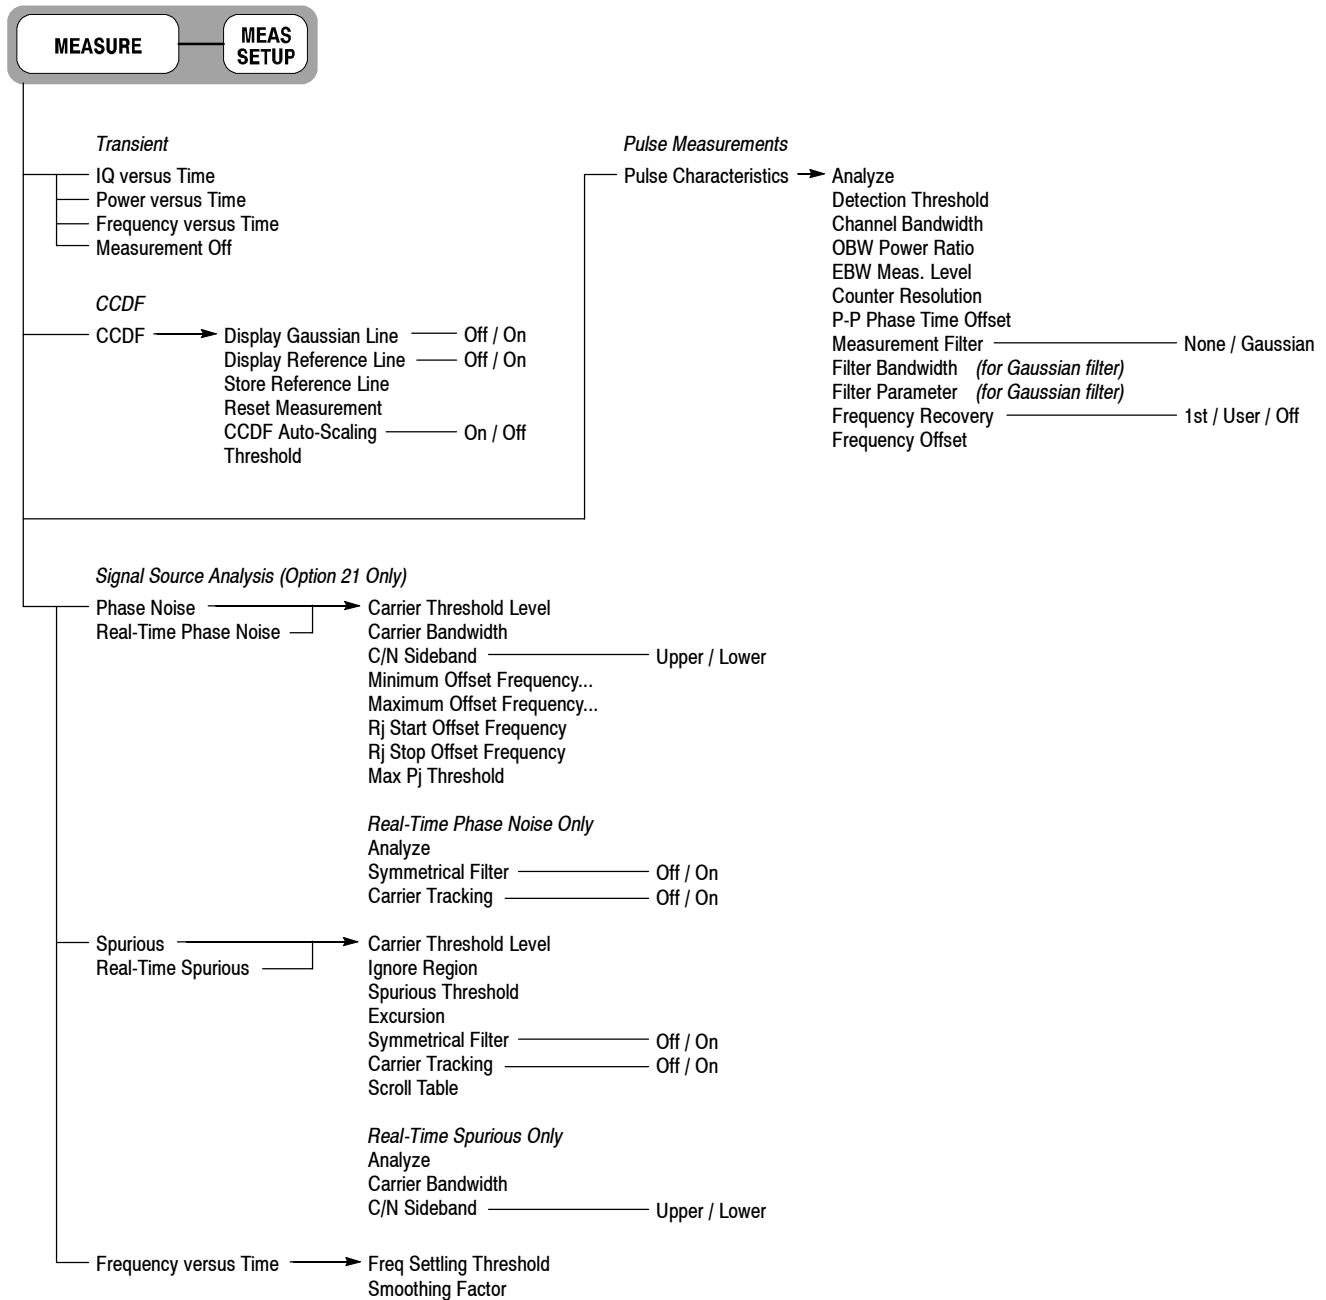 MEASURE
MEAS
SETUP
Transient
IQ versus Time
Power versus Time
Frequency versus Time
Measurement Off
CCDF
CCDF
Display Gaussian Line Off / On
Display Reference Line Off / On
Store Reference Line
Reset Measurement
CCDF Auto-Scaling On / Off
Threshold
Pulse Measurements
Pulse Characteristics
Analyze
Detection Threshold
Channel Bandwidth
OBW Power Ratio
EBW Meas. Level
Counter Resolution
P-P Phase Time Offset
Measurement Filter None / Gaussian
Filter Bandwidth (for Gaussian filter)
Filter Parameter (for Gaussian filter)
Frequency Recovery 1st / User / Off
Frequency Offset
Signal Source Analysis (Option 21 Only)
Phase Noise
Real-Time Phase Noise
Carrier Threshold Level
Carrier Bandwidth
C/N Sideband Upper / Lower
Minimum Offset Frequency...
Maximum Offset Frequency...
Rj Start Offset Frequency
Rj Stop Offset Frequency
Max Pj Threshold
Real-Time Phase Noise Only
Analyze
Symmetrical Filter Off / On
Carrier Tracking Off / On
Spurious
Real-Time Spurious
Carrier Threshold Level
Ignore Region
Spurious Threshold
Excursion
Symmetrical Filter Off / On
Carrier Tracking Off / On
Scroll Table
Real-Time Spurious Only
Analyze
Carrier Bandwidth
C/N Sideband Upper / Lower
Frequency versus Time
Freq Settling Threshold
Smoothing Factor